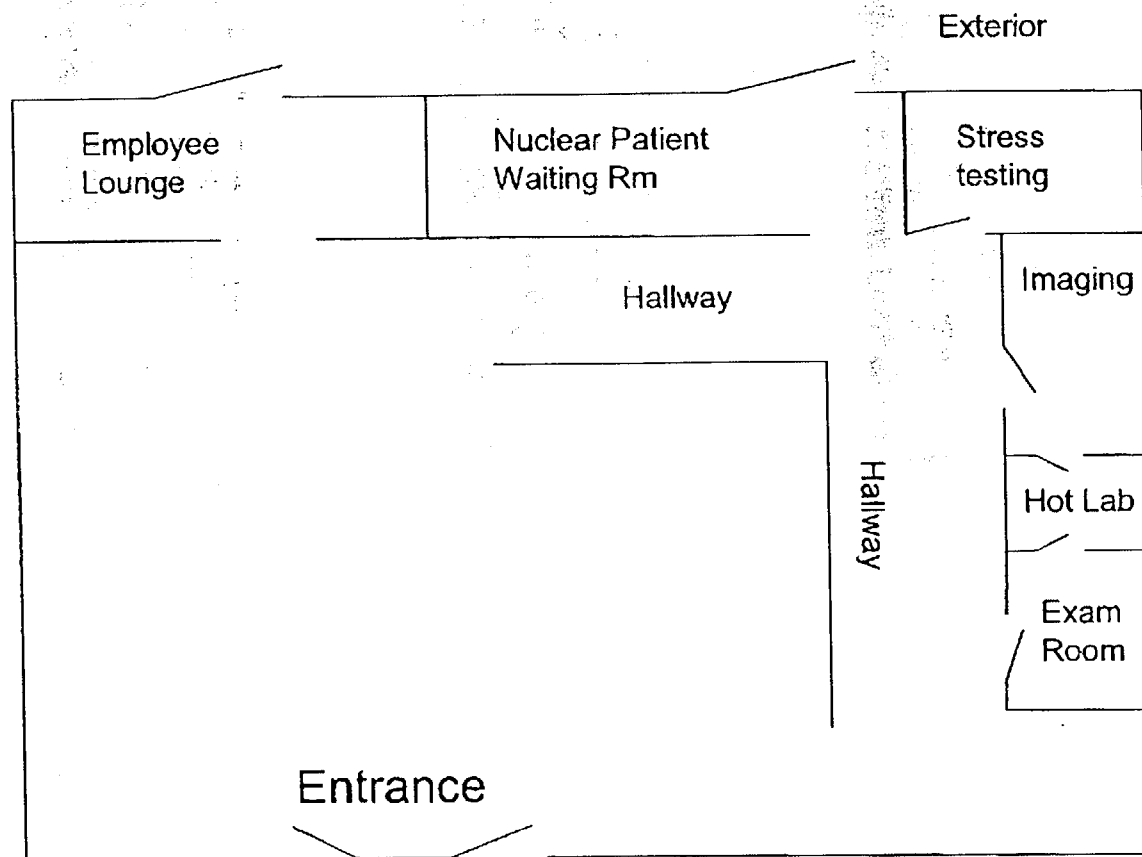 Exterior
Employee
Lounge
Nuclear Patient
Waiting Rm
Stress
testing
Hallway
Imaging
Hallway
Hot Lab
Exam
Room
Entrance